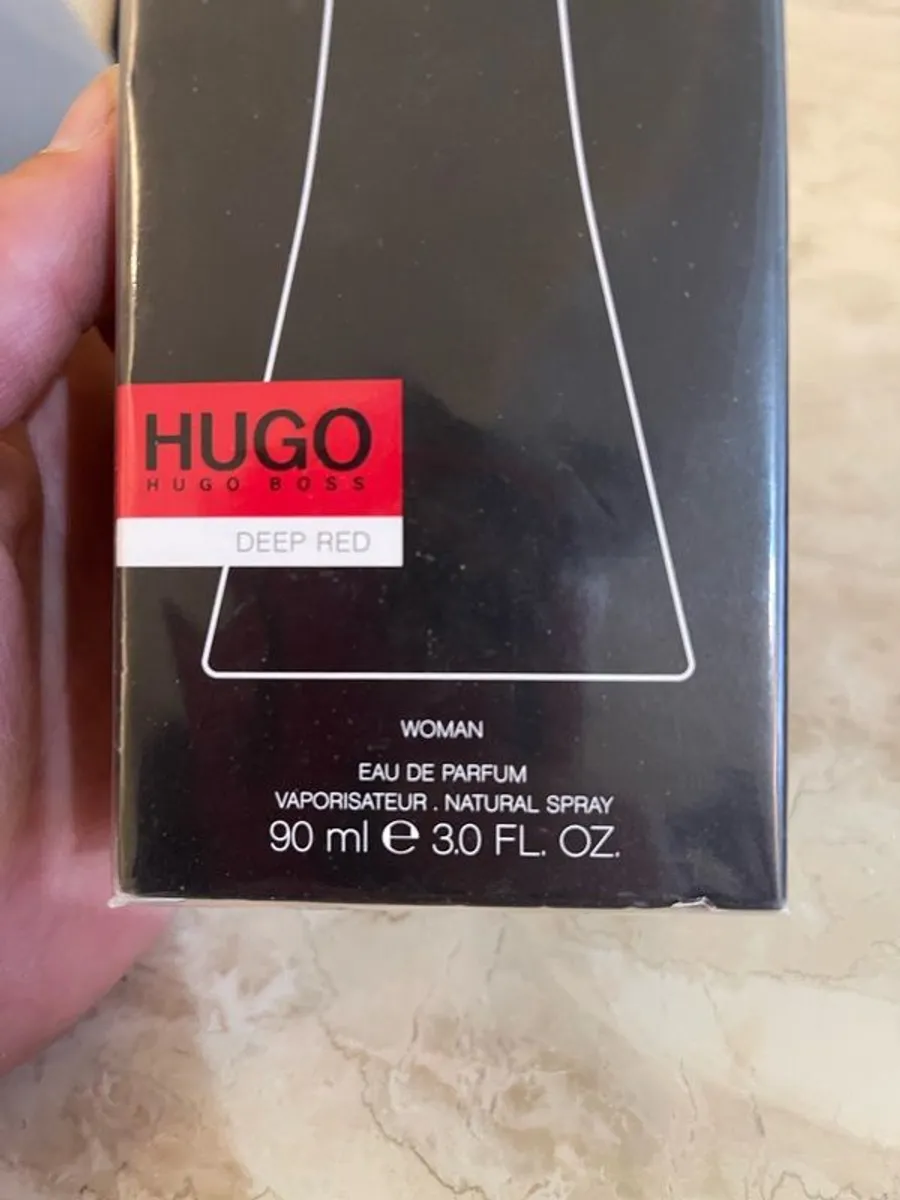 HUGO
HUGO BOSS
DEEP RED
WOMAN
EAU DE PARFUM
VAPORISATEUR . NATURAL SPRAY
90 ml e 3.0 FL. OZ.